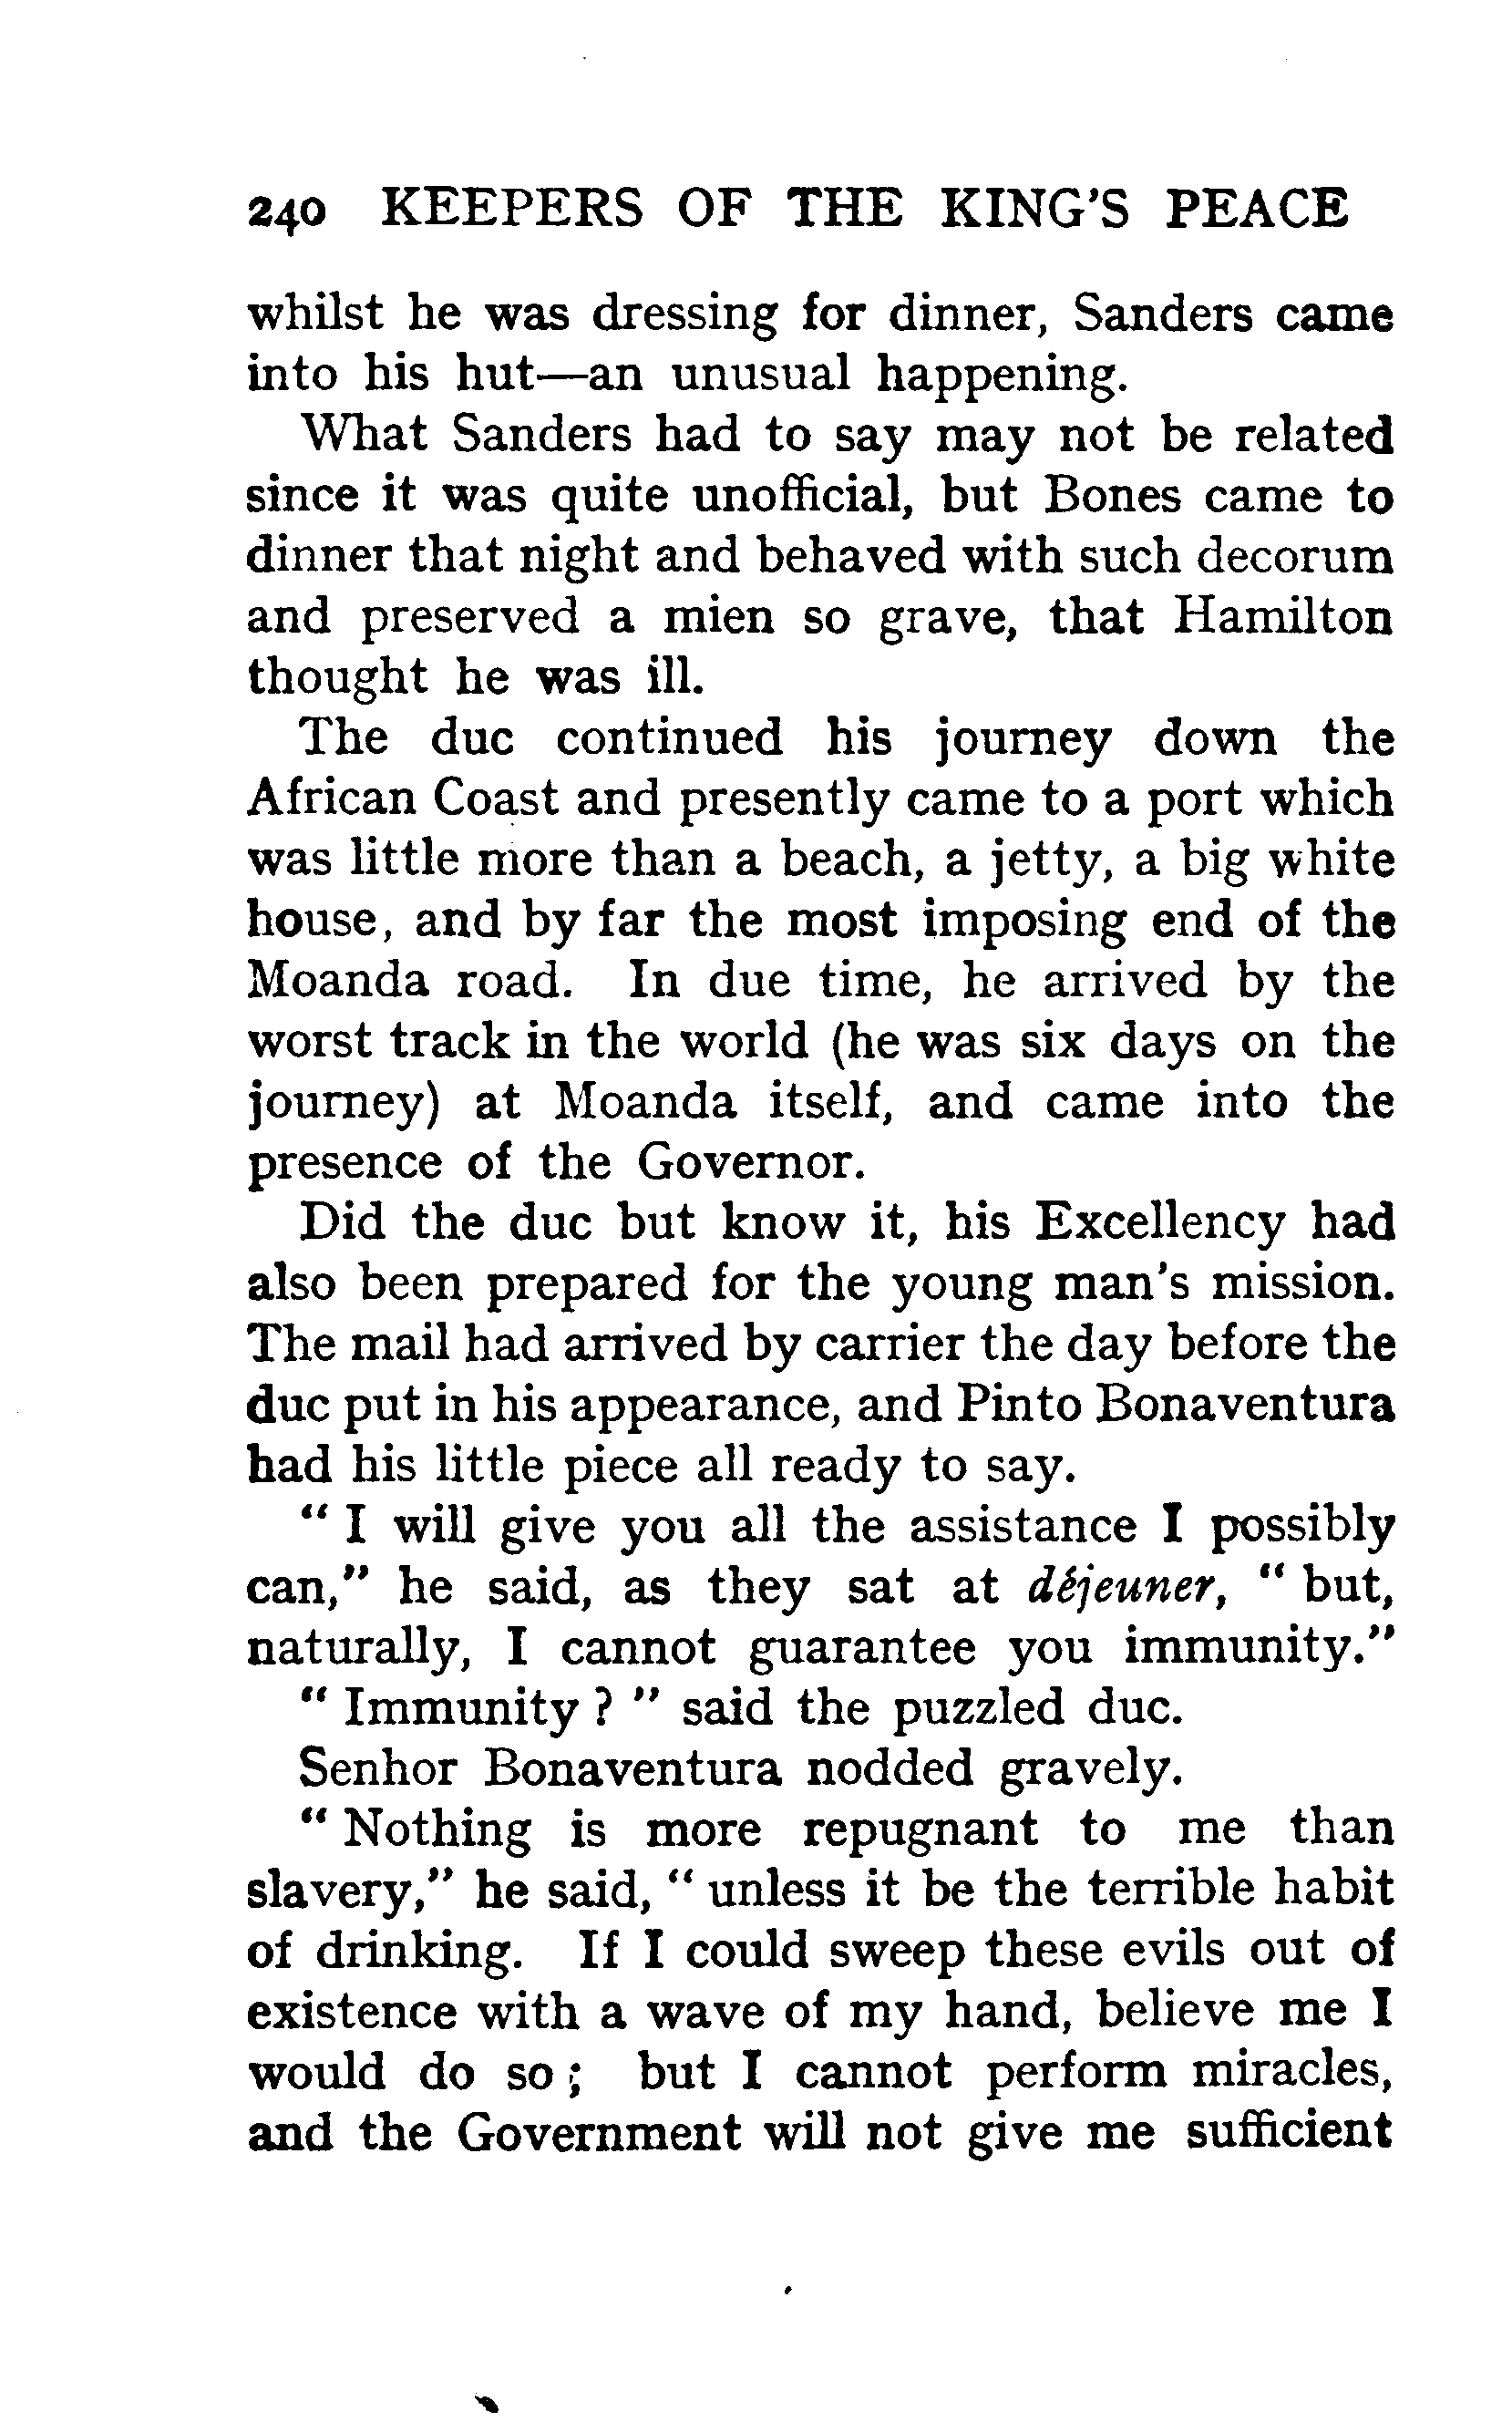 240 KEEPERS OF THE KING'S PEACE
whilst he was dressing for dinner, Sanders came
into his hut—an unusual happening.
What Sanders had to say may not be related
since it was quite unofficial, but Bones came to
dinner that night and behaved with such decorum
and preserved a mien so grave, that Hamilton
thought he was ill.
The duc continued his journey down the
African Coast and presently came to a port which
was little more than a beach, a jetty, a big white
house, and by far the most imposing end of the
Moanda road. In due time, he arrived by the
worst track in the world (he was six days on the
journey) at Moanda itself, and came into the
presence of the Governor.
Did the duc but know it, his Excellency had
also been prepared for the young man's mission.
The mail had arrived by carrier the day before the
duc put in his appearance, and Pinto Bonaventura
had his little piece all ready to say.
" I will give you all the assistance I possibly
can," he said, as they sat at déjeuner, " but,
naturally, I cannot guarantee you immunity."
" Immunity ? " said the puzzled duc.
Senhor Bonaventura nodded gravely.
" Nothing is more repugnant to me than
slavery," he said, " unless it be the terrible habit
of drinking. If I could sweep these evils out of
existence with a wave of my hand, believe me I
would do so ; but I cannot perform miracles,
and the Government will not give me sufficient